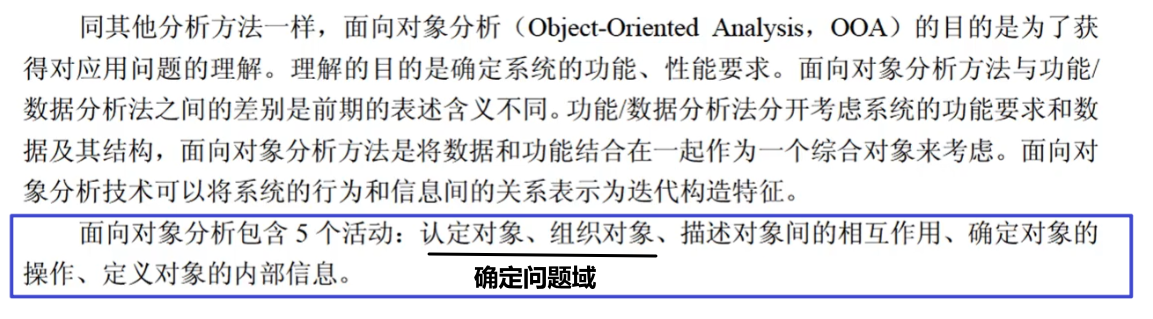 同其他分析方法一样，面向对象分析（Object-Oriented Analysis，OOA）的目的是为了获
得对应用问题的理解。理解的目的是确定系统的功能、性能要求。面向对象分析方法与功能/
数据分析法之间的差别是前期的表述含义不同。功能/数据分析法分开考虑系统的功能要求和数
据及其结构，面向对象分析方法是将数据和功能结合在一起作为一个综合对象来考虑。面向对
象分析技术可以将系统的行为和信息间的关系表示为迭代构造特征。
面向对象分析包含 5 个活动：认定对象、组织对象、描述对象间的相互作用、确定对象的
操作、定义对象的内部信息。
确定问题域